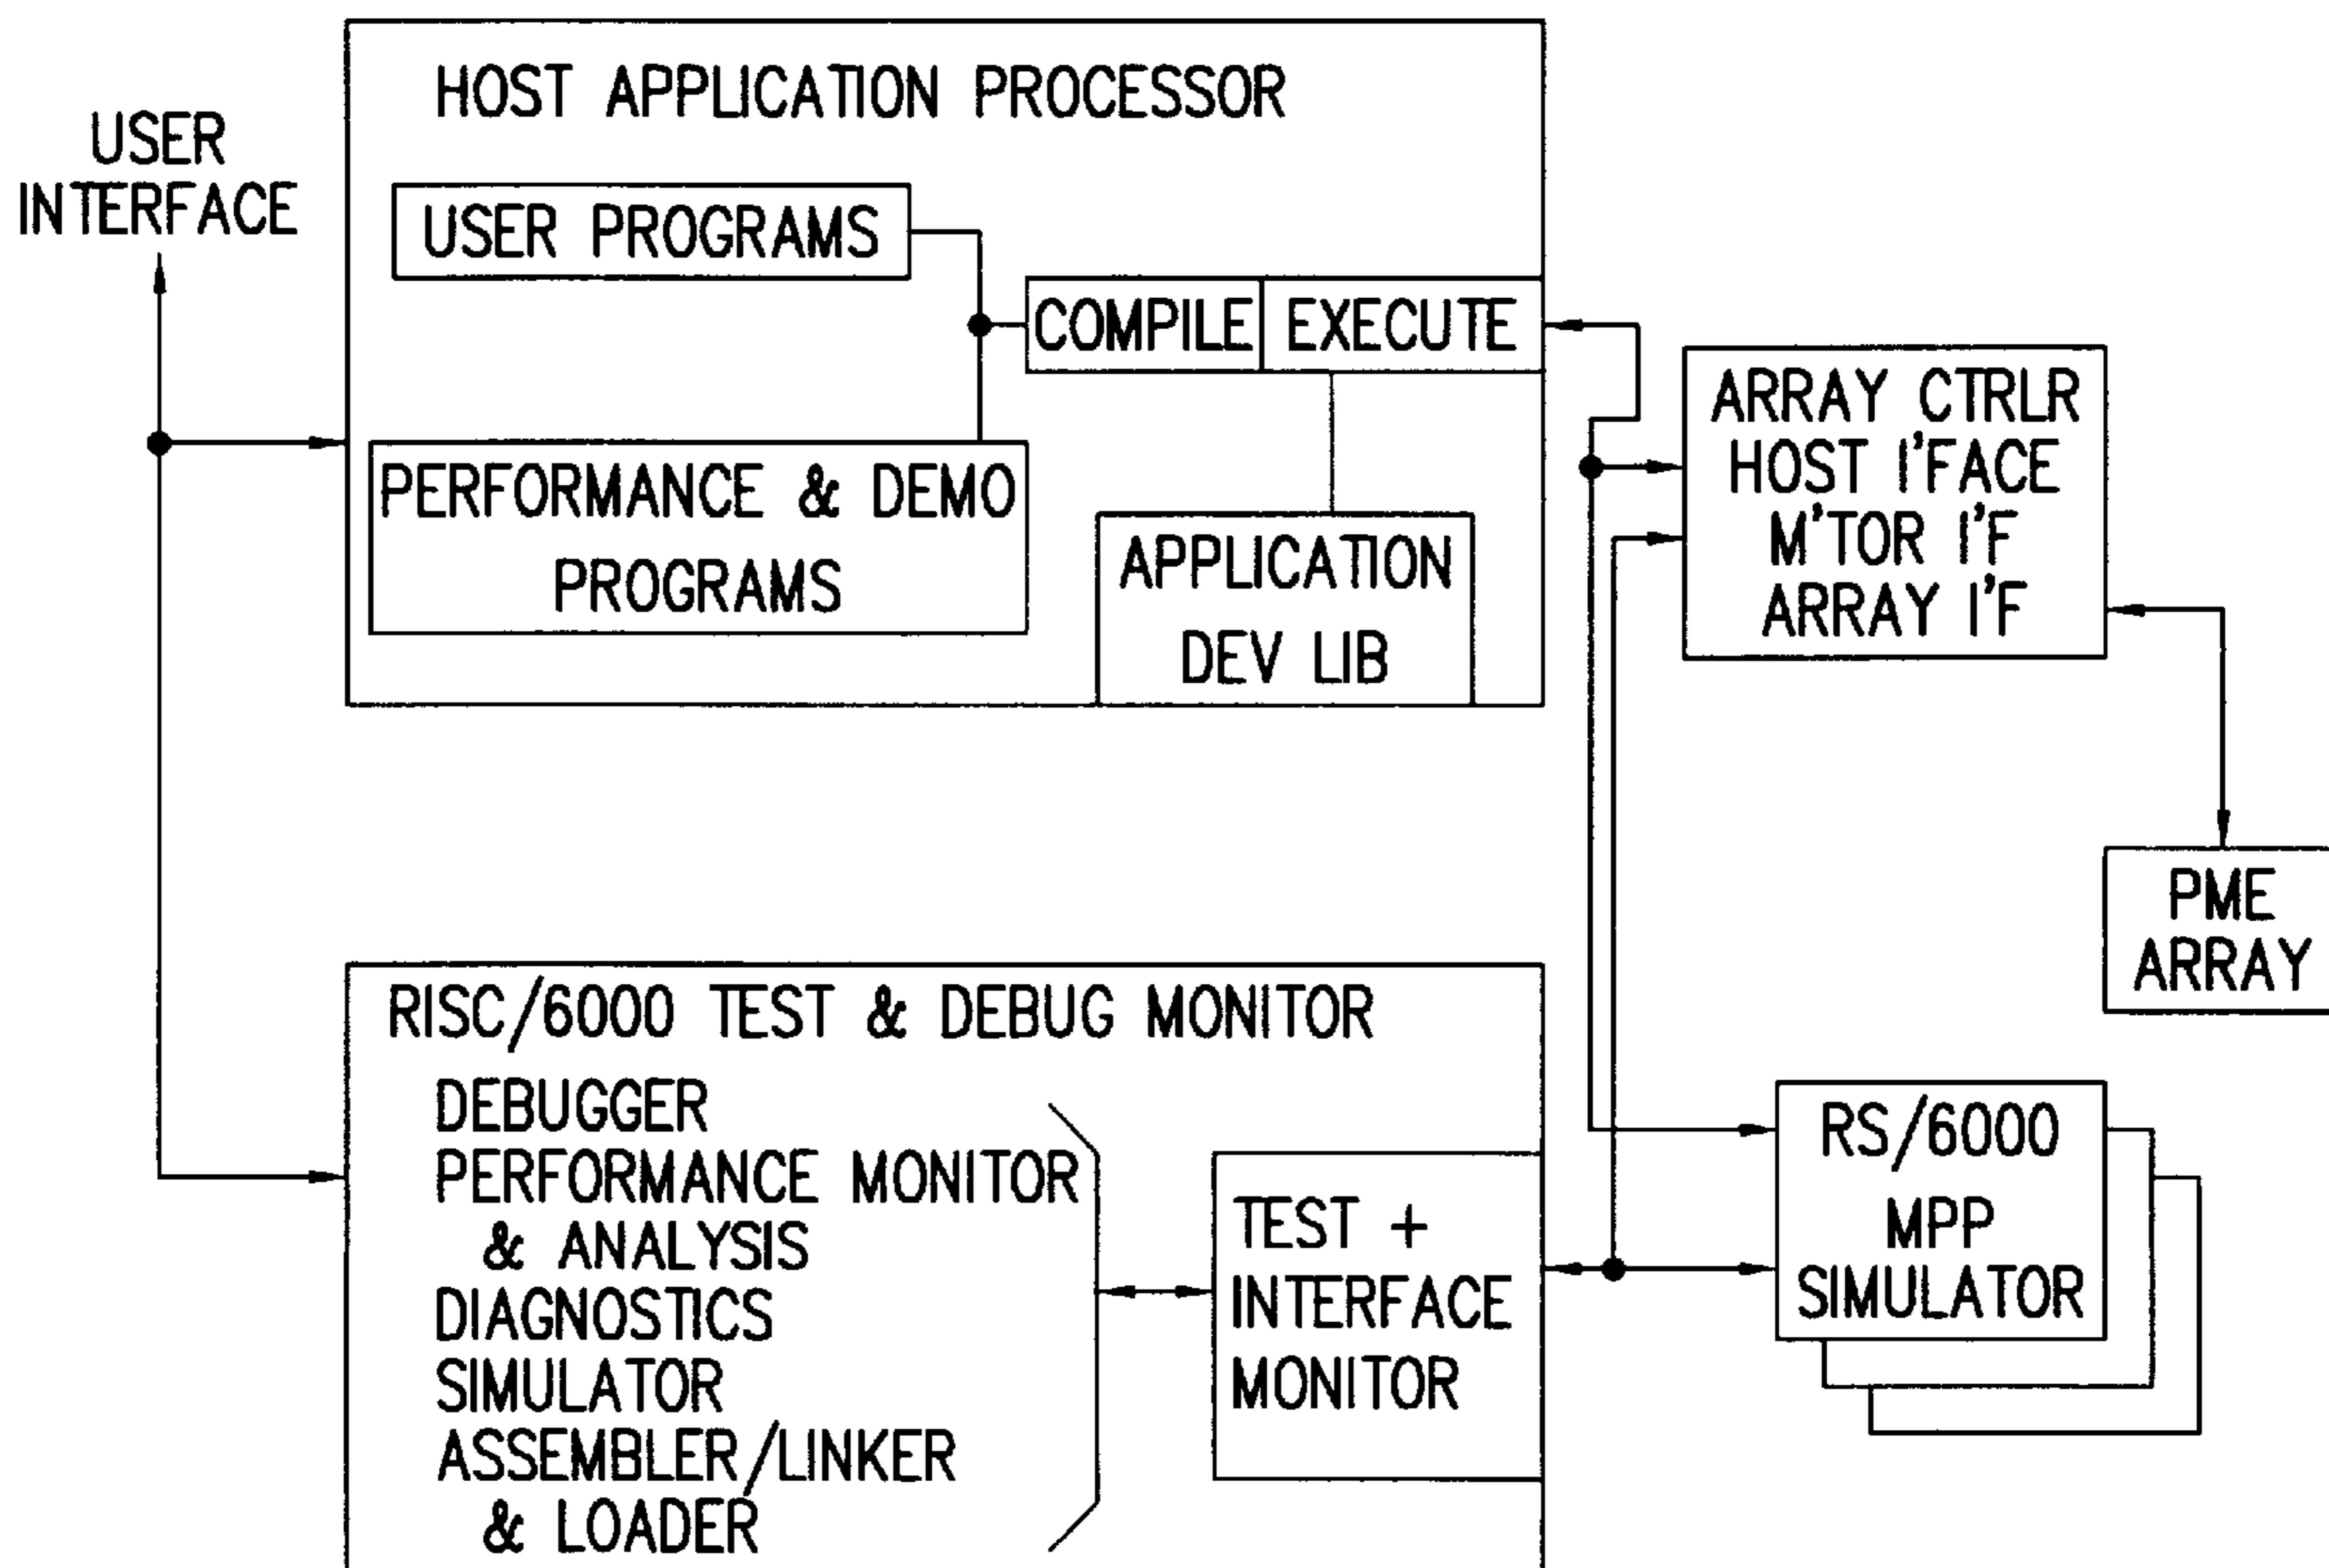 HOST APPLICATION PROCESSOR
USER
INTERFACE
USER PROGRAMS
COMPILE
EXECUTE
PERFORMANCE & DEMO
PROGRAMS
APPLICATION
DEV LIB
ARRAY CTRLR
HOST I'FACE
M'TOR I'F
ARRAY I'F
PME
ARRAY
RISC/6000 TEST & DEBUG MONITOR
DEBUGGER
PERFORMANCE MONITOR
& ANALYSIS
DIAGNOSTICS
SIMULATOR
ASSEMBLER/LINKER
& LOADER
TEST +
INTERFACE
MONITOR
RS/6000
MPP
SIMULATOR